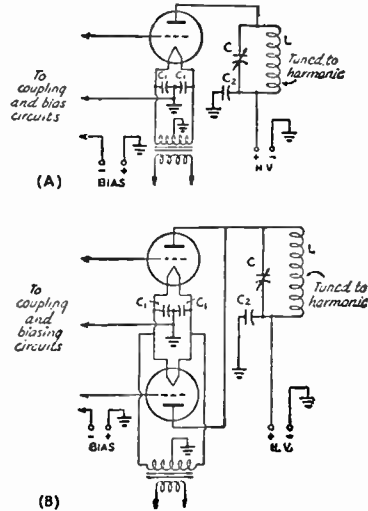 C
L
C₁ C₁
C₂
Tuned to
harmonic
To
coupling
and bias
circuits
- +
BIAS
+ -
H.V.
(A)
L
C
C₁ C₁
C₂
Tuned to
harmonic
To
coupling
and
biasing
circuits
- +
BIAS
+ -
H.V.
(B)